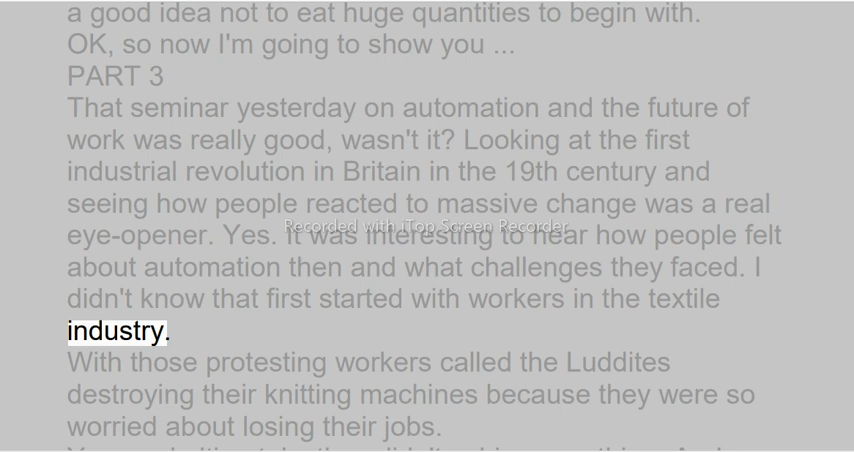 a good idea not to eat huge quantities to begin with.
OK, so now I'm going to show you ...
PART 3
That seminar yesterday on automation and the future of
work was really good, wasn't it? Looking at the first
industrial revolution in Britain in the 19th century and
seeing how people reacted to massive change was a real
Recorded with iTop Screen Recorder
eye-opener. Yes. It was interesting to hear how people felt
about automation then and what challenges they faced. I
didn't know that first started with workers in the textile
industry.
With those protesting workers called the Luddites
destroying their knitting machines because they were so
worried about losing their jobs.